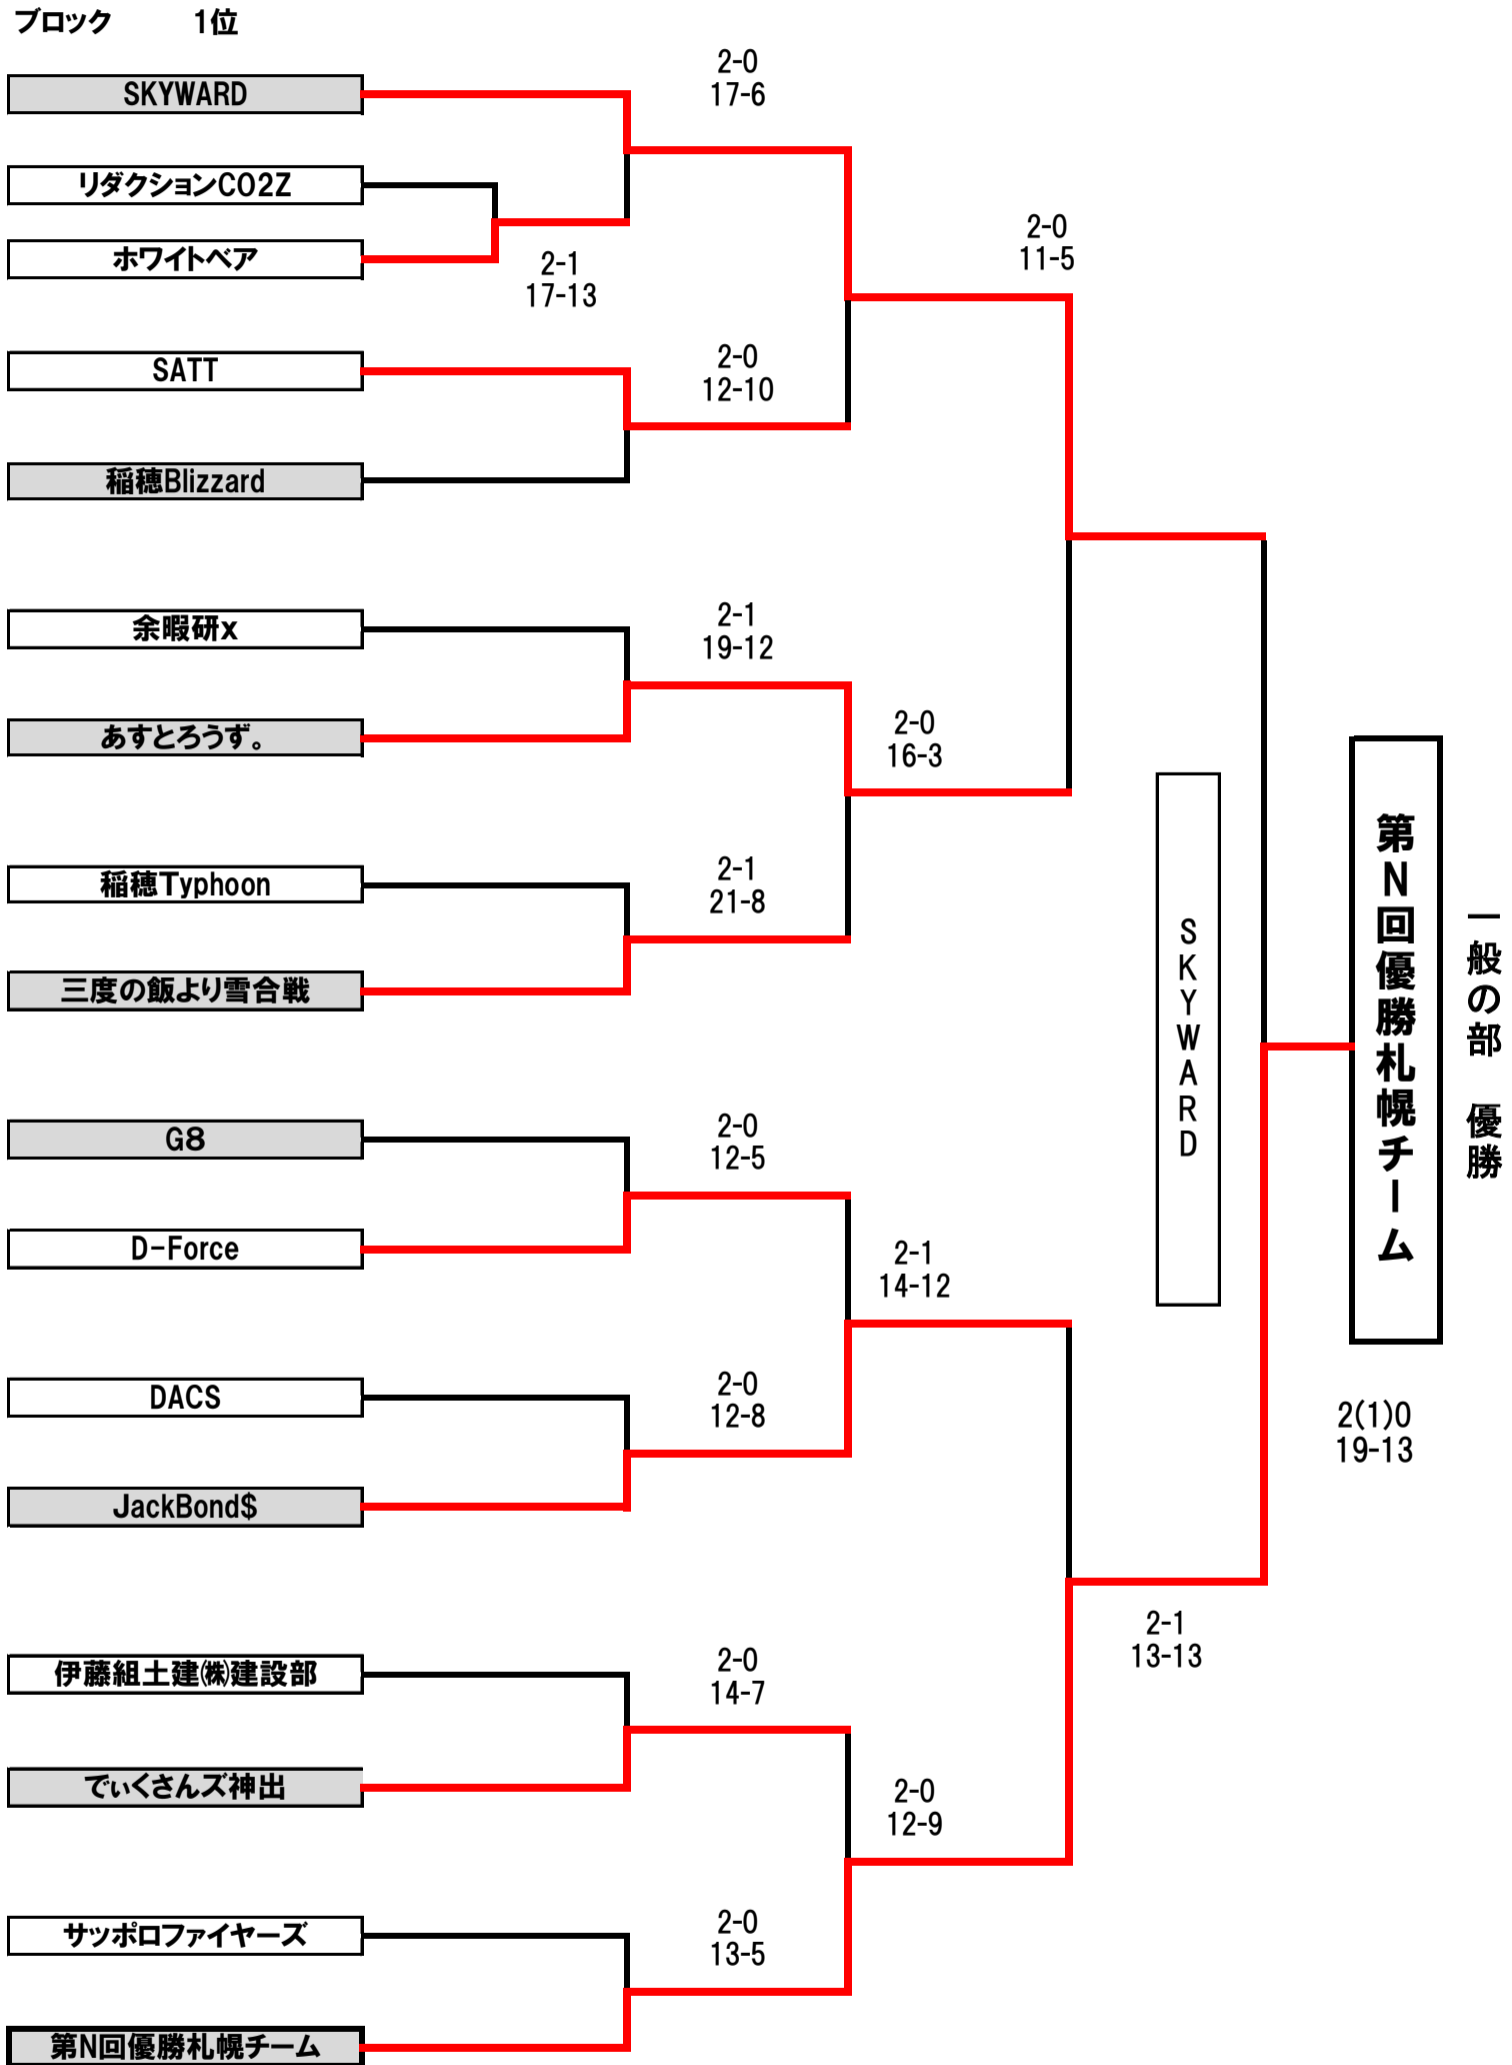 ブロック 1位
SKYWARD
2-0
17-6
リダクションCO2Z
ホワイトベア
2-1
17-13
2-0
11-5
SATT
2-0
12-10
稲穂Blizzard
余暇研x
2-1
19-12
あすとろうず。
2-0
16-3
稲穂Typhoon
2-1
21-8
三度の飯より雪合戦
SKYWARD
第N回優勝札幌チーム
一般の部 優勝
G8
2-0
12-5
D-Force
2-1
14-12
DACS
2-0
12-8
2(1)0
19-13
JackBond$
伊藤組土建㈱建設部
2-0
14-7
2-1
13-13
でぃくさんズ神出
2-0
12-9
サッポロファイヤーズ
2-0
13-5
第N回優勝札幌チーム